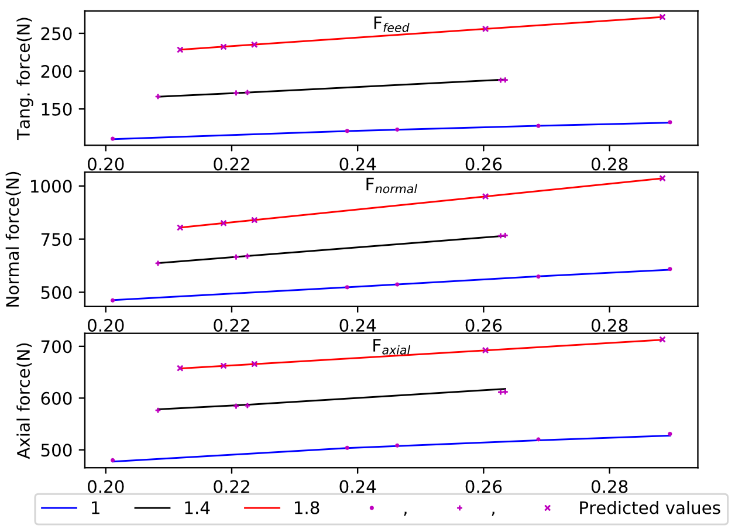 F_feed
Tang. force(N)
250
200
150
0.20 0.22 0.24 0.26 0.28
F_normal
Normal force(N)
1000
750
500
0.20 0.22 0.24 0.26 0.28
F_axial
Axial force(N)
700
600
500
0.20 0.22 0.24 0.26 0.28
1 1.4 1.8 , , Predicted values